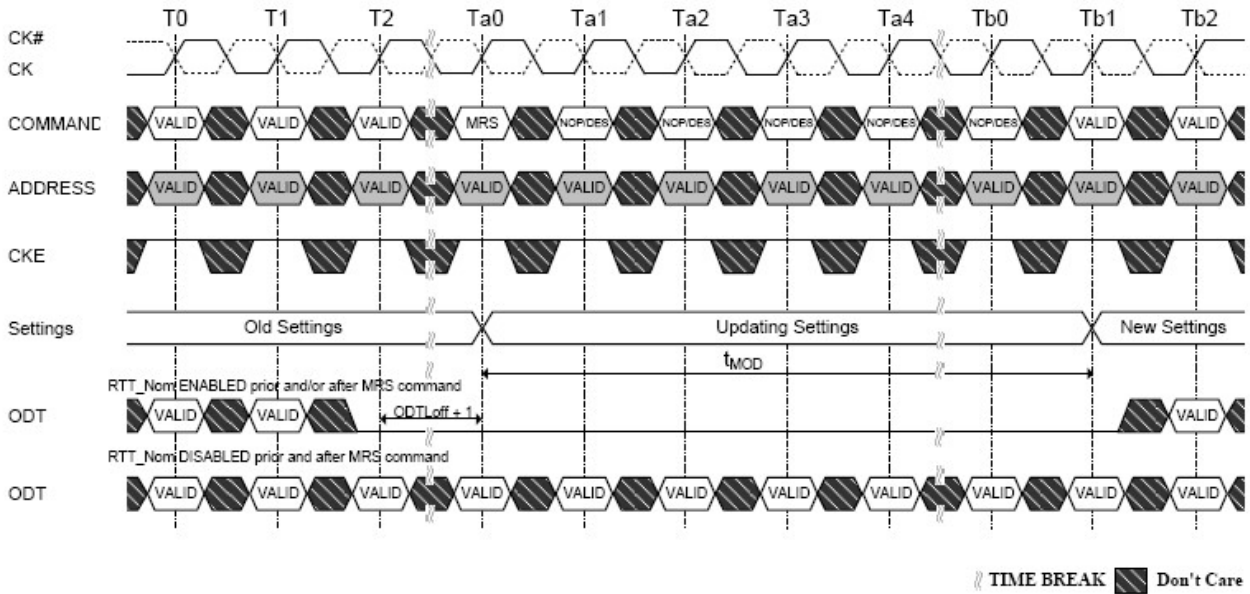 T0 T1 T2 Ta0 Ta1 Ta2 Ta3 Ta4 Tb0 Tb1 Tb2
CK#
CK
COMMAND VALID VALID VALID MRS NOP/DES NOP/DES NOP/DES NOP/DES NOP/DES VALID VALID
ADDRESS VALID VALID VALID VALID VALID VALID VALID VALID VALID VALID VALID
CKE
Settings Old Settings Updating Settings New Settings
tMOD
RTT_Nom ENABLED prior and/or after MRS command
ODT VALID VALID ODTLoff + 1 VALID
RTT_Nom DISABLED prior and after MRS command
ODT VALID VALID VALID VALID VALID VALID VALID VALID VALID VALID VALID
TIME BREAK Don't Care